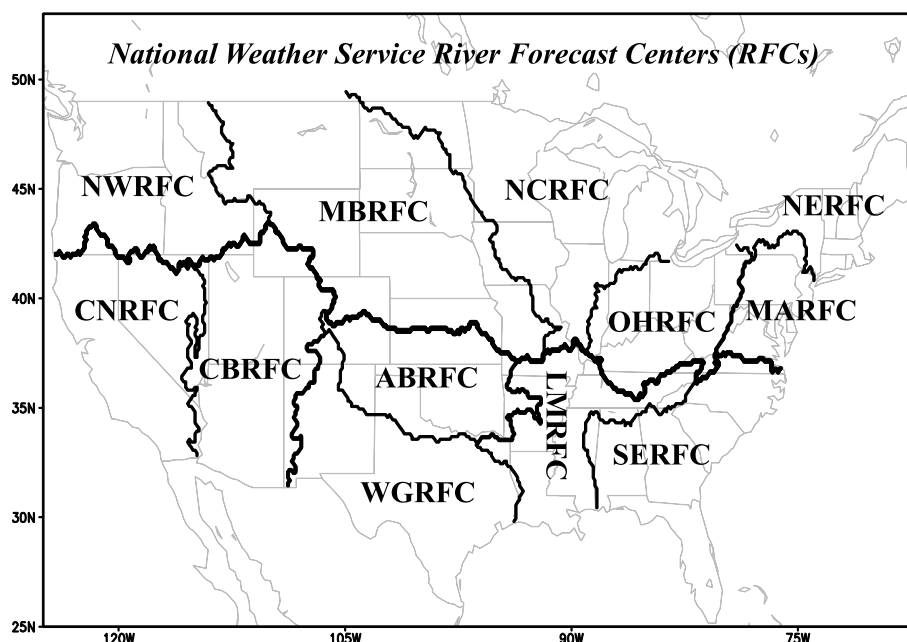 National Weather Service River Forecast Centers (RFCs)
50N
NWRFC
45N
MBRFC
NCRFC
NERFC
40N
CNRFC
OHRFC
MARFC
CBRFC
ABRFC
35N
LMRFC
SERFC
WGRFC
30N
25N
120W
105W
90W
75W